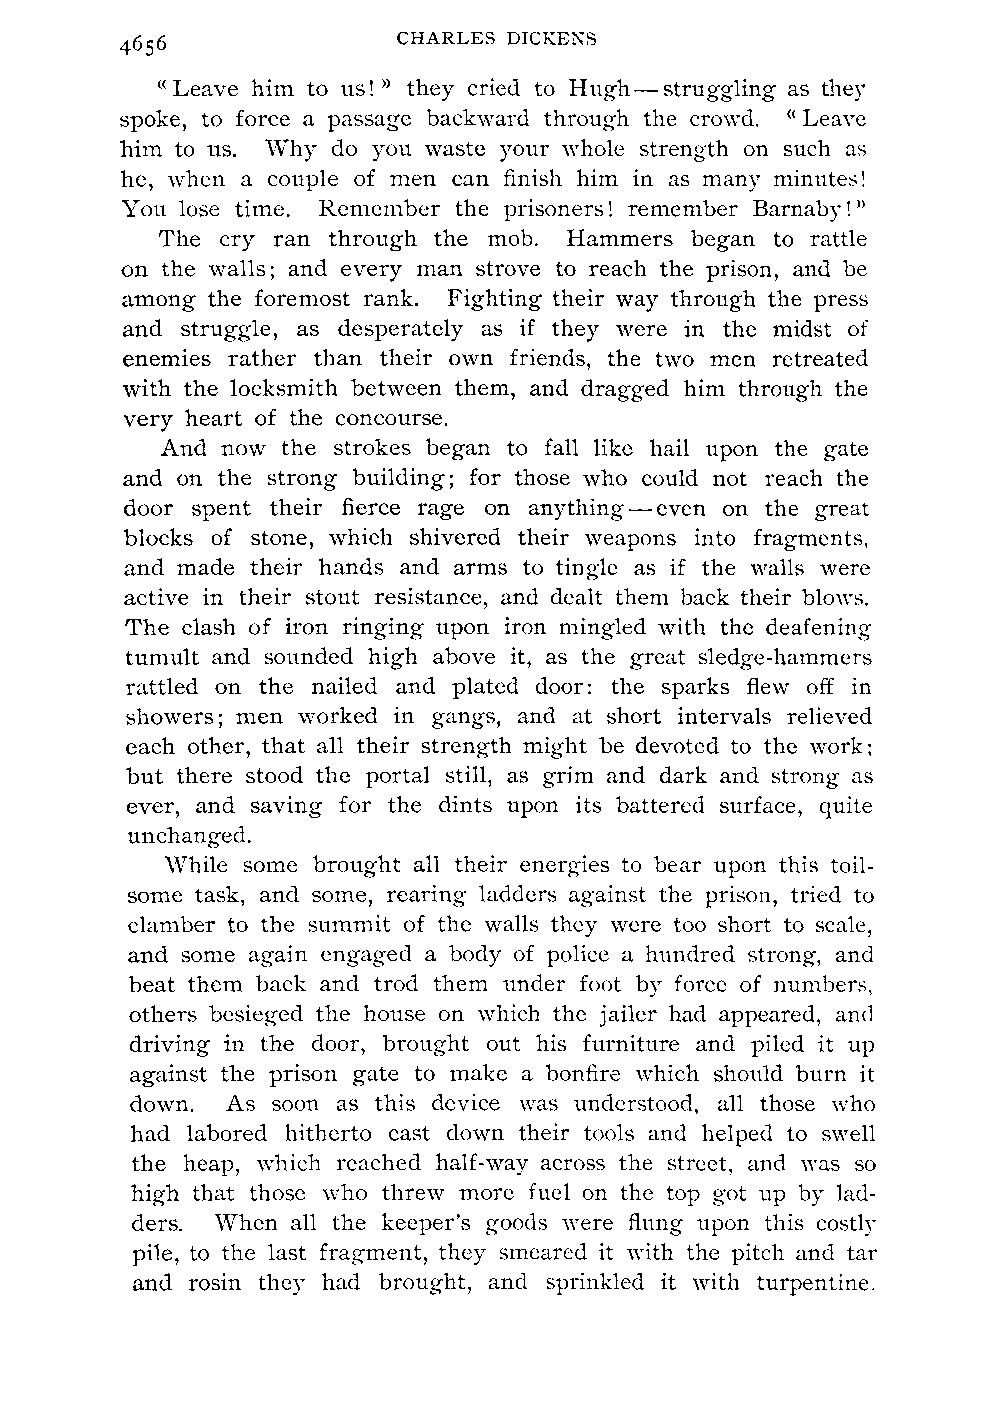 4656 CHARLES DICKENS
« Leave him to us! » they cried to Hugh — struggling as they
spoke, to force a passage backward through the crowd. « Leave
him to us. Why do you waste your whole strength on such as
he, when a couple of men can finish him in as many minutes!
You lose time. Remember the prisoners! remember Barnaby! »
The cry ran through the mob. Hammers began to rattle
on the walls; and every man strove to reach the prison, and be
among the foremost rank. Fighting their way through the press
and struggle, as desperately as if they were in the midst of
enemies rather than their own friends, the two men retreated
with the locksmith between them, and dragged him through the
very heart of the concourse.
And now the strokes began to fall like hail upon the gate
and on the strong building; for those who could not reach the
door spent their fierce rage on anything — even on the great
blocks of stone, which shivered their weapons into fragments,
and made their hands and arms to tingle as if the walls were
active in their stout resistance, and dealt them back their blows.
The clash of iron ringing upon iron mingled with the deafening
tumult and sounded high above it, as the great sledge-hammers
rattled on the nailed and plated door: the sparks flew off in
showers; men worked in gangs, and at short intervals relieved
each other, that all their strength might be devoted to the work;
but there stood the portal still, as grim and dark and strong as
ever, and saving for the dints upon its battered surface, quite
unchanged.
While some brought all their energies to bear upon this toil-
some task, and some, rearing ladders against the prison, tried to
clamber to the summit of the walls they were too short to scale,
and some again engaged a body of police a hundred strong, and
beat them back and trod them under foot by force of numbers,
others besieged the house on which the jailer had appeared, and
driving in the door, brought out his furniture and piled it up
against the prison gate to make a bonfire which should burn it
down. As soon as this device was understood, all those who
had labored hitherto cast down their tools and helped to swell
the heap, which reached half-way across the street, and was so
high that those who threw more fuel on the top got up by lad-
ders. When all the keeper's goods were flung upon this costly
pile, to the last fragment, they smeared it with the pitch and tar
and rosin they had brought, and sprinkled it with turpentine.